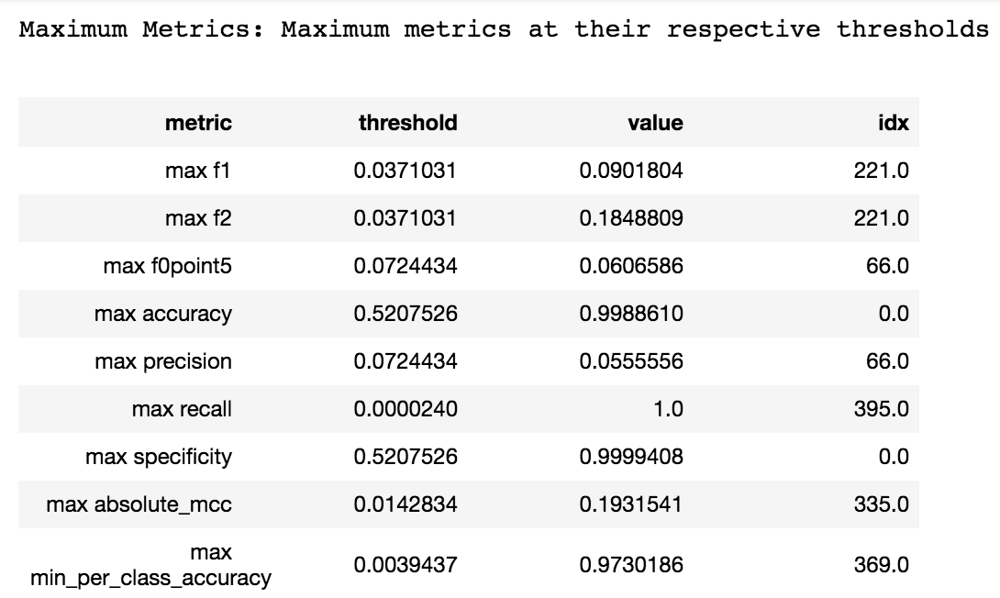 Maximum Metrics: Maximum metrics at their respective thresholds
metric threshold value idx
max f1 0.0371031 0.0901804 221.0
max f2 0.0371031 0.1848809 221.0
max f0point5 0.0724434 0.0606586 66.0
max accuracy 0.5207526 0.9988610 0.0
max precision 0.0724434 0.0555556 66.0
max recall 0.0000240 1.0 395.0
max specificity 0.5207526 0.9999408 0.0
max absolute_mcc 0.0142834 0.1931541 335.0
max
min_per_class_accuracy 0.0039437 0.9730186 369.0